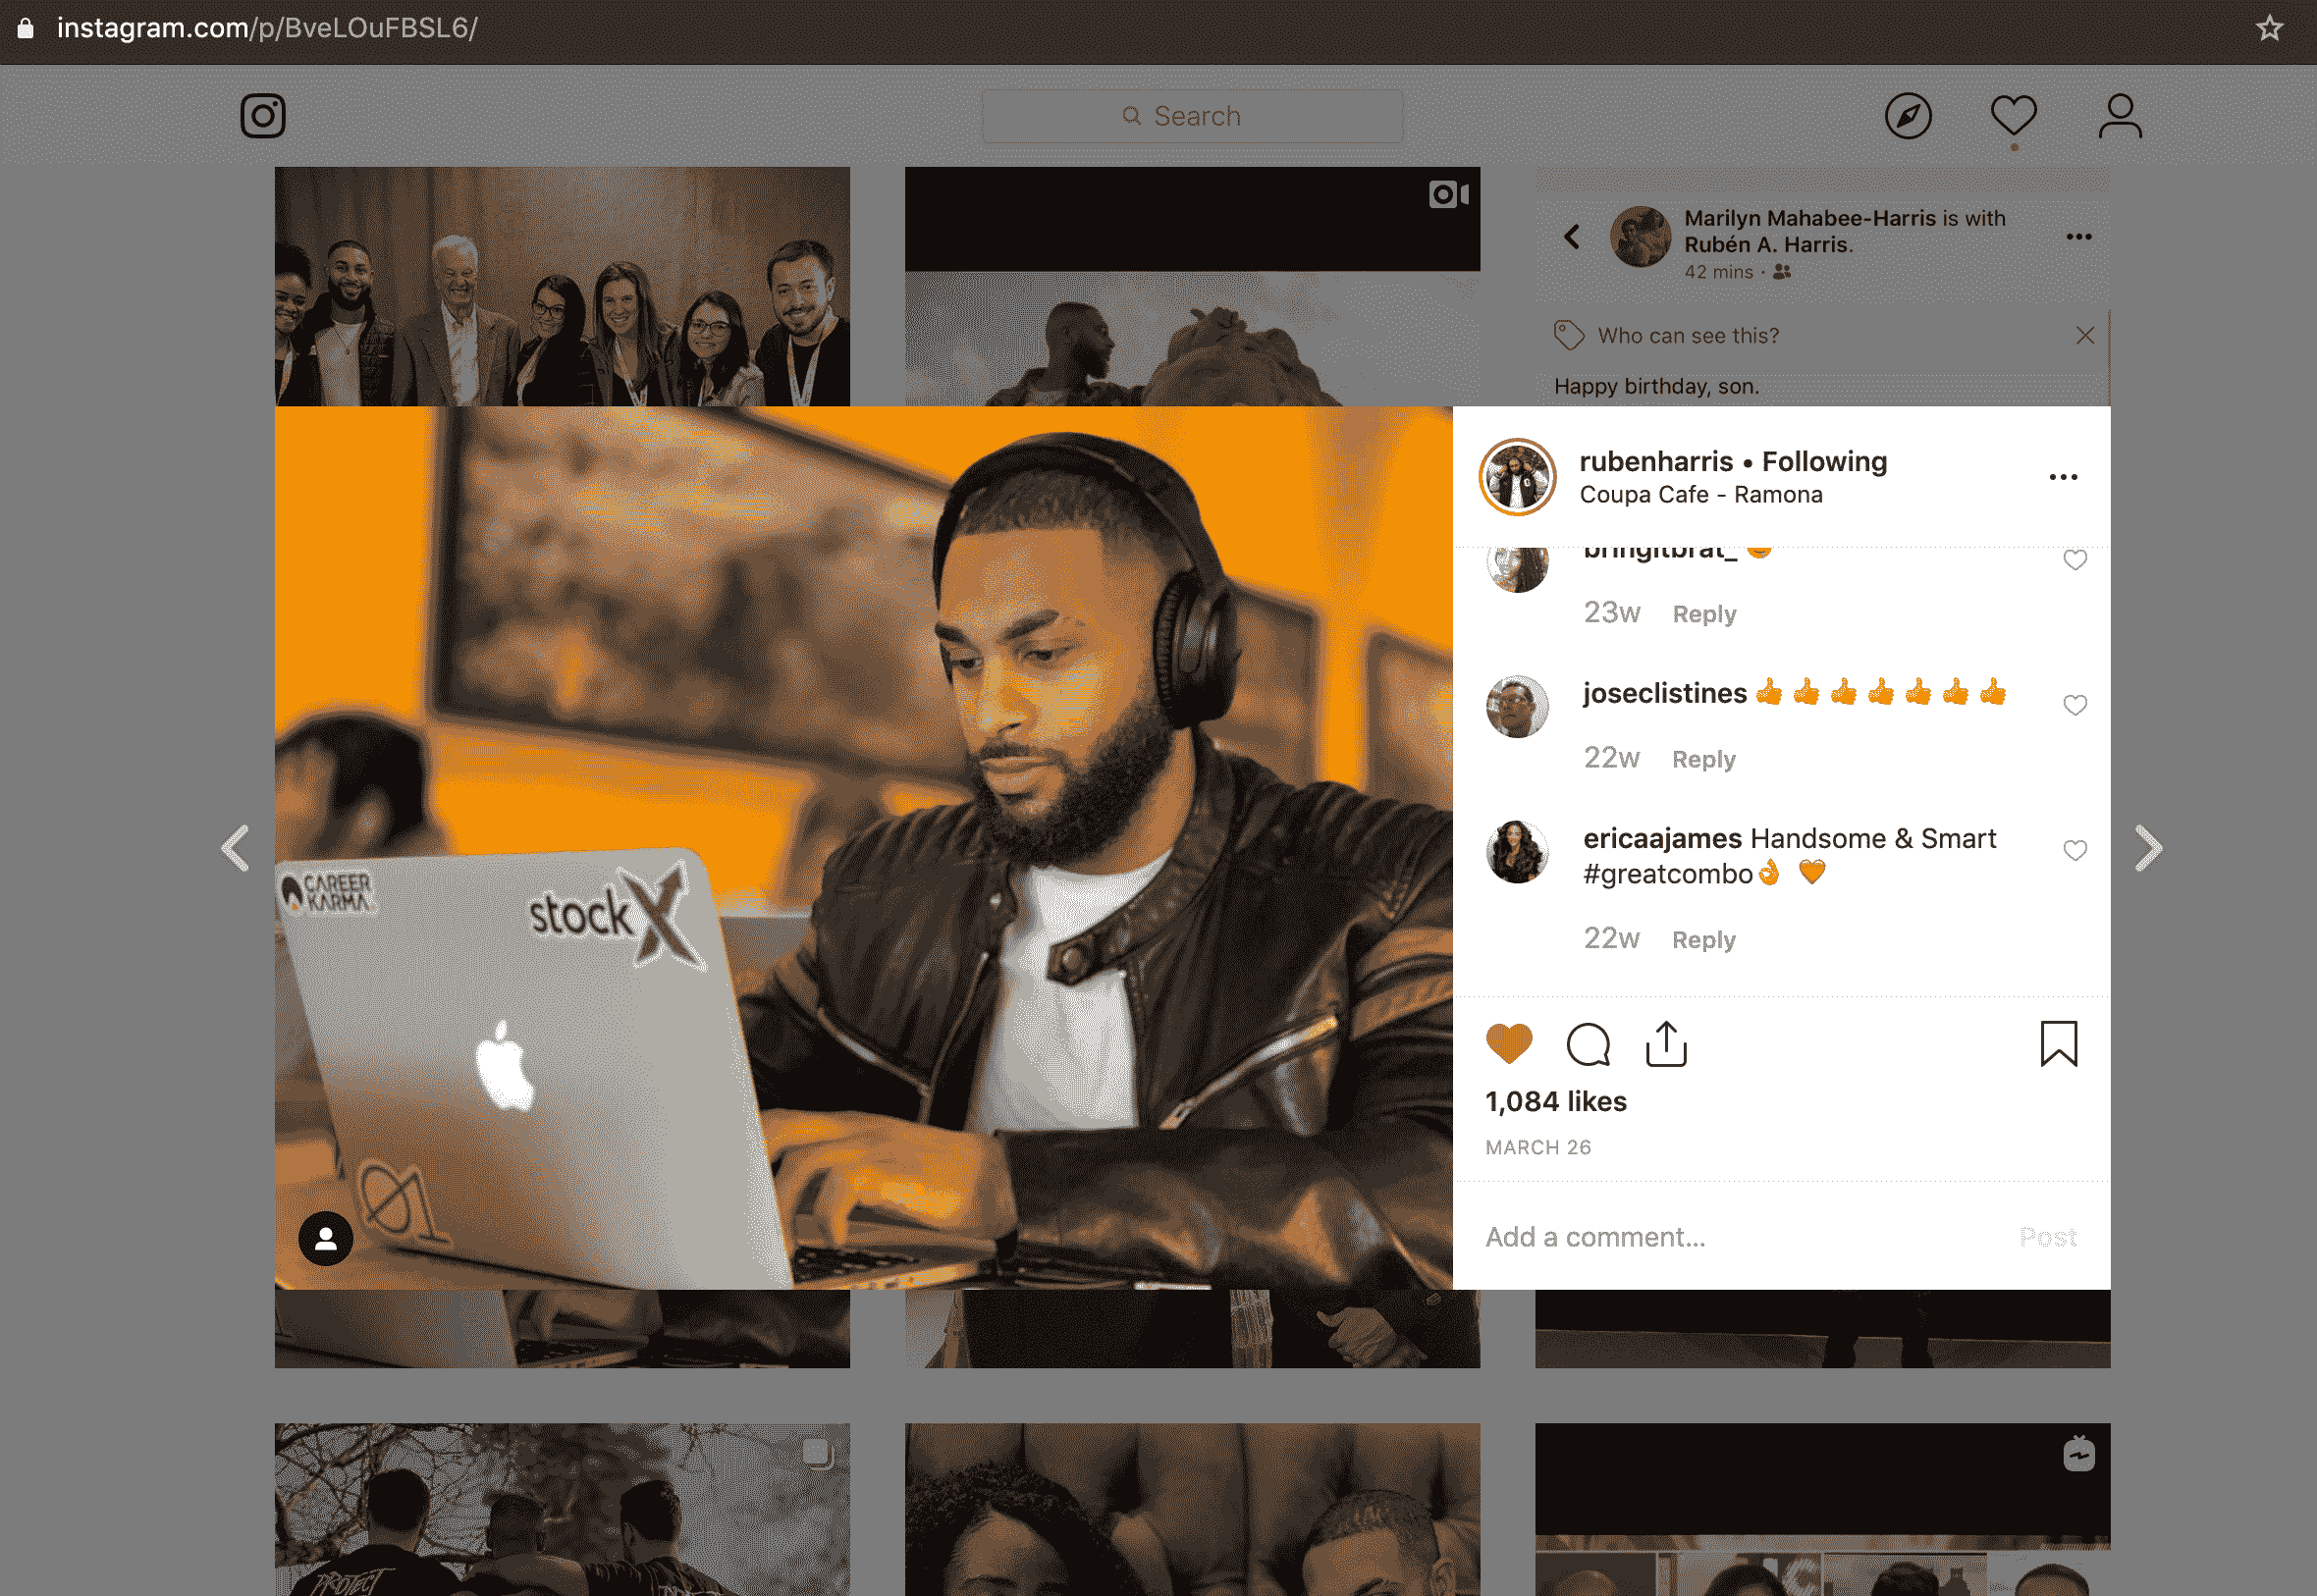 instagram.com/p/BveLOuFBSL6/
Search
Marilyn Mahabee-Harris is with
Rubén A. Harris.
42 mins ·
Who can see this?
Happy birthday, son.
rubenharris • Following
Coupa Cafe - Ramona
bringitbrat_ 
23w Reply
joseclistines 👍👍👍👍👍👍👍
22w Reply
ericaajames Handsome & Smart
#greatcombo👌 🧡
22w Reply
1,084 likes
MARCH 26
Add a comment...
Post
CAREER
KARMA
stockX
PROTECT